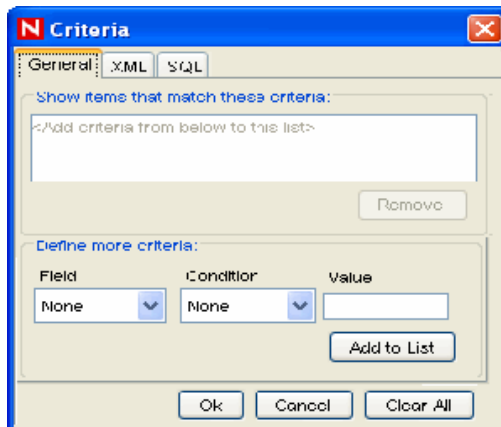 N Criteria
General XML SQL
Show items that match these criteria:
<Add criteria from below to this list>
Remove
Define more criteria:
Field Condition Value
None None
Add to List
Ok Cancel Clear All